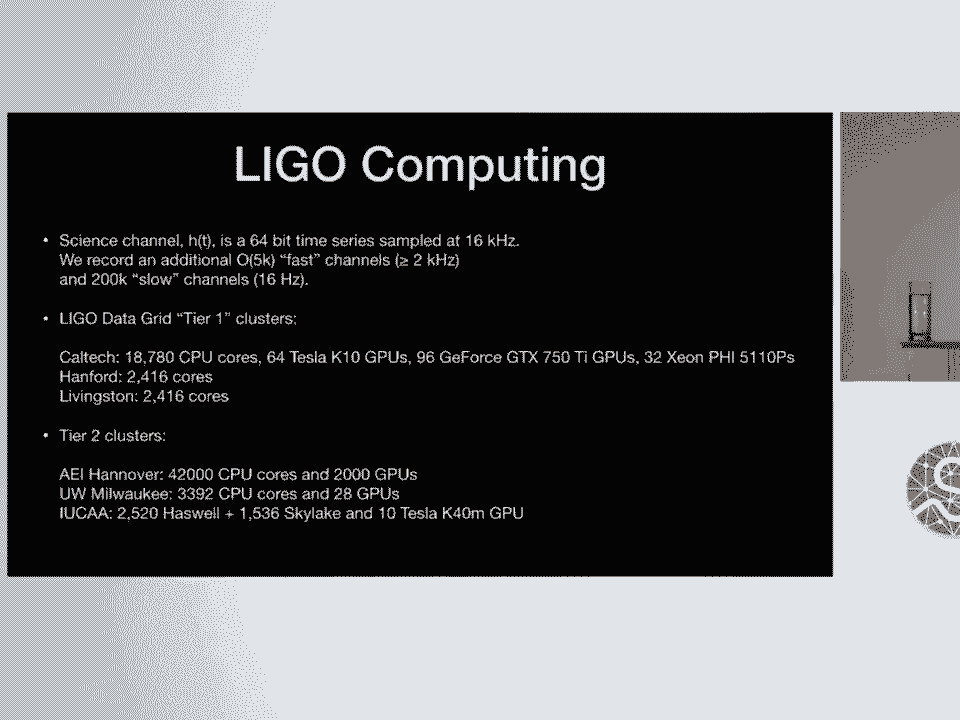 LIGO Computing
• Science channel, h(t), is a 64 bit time series sampled at 16 kHz.
We record an additional O(5k) “fast” channels (≥ 2 kHz)
and 200k “slow” channels (16 Hz).
• LIGO Data Grid “Tier 1” clusters:
Caltech: 18,780 CPU cores, 64 Tesla K10 GPUs, 96 GeForce GTX 750 Ti GPUs, 32 Xeon PHI 5110Ps
Hanford: 2,416 cores
Livingston: 2,416 cores
• Tier 2 clusters:
AEI Hannover: 42000 CPU cores and 2000 GPUs
UW Milwaukee: 3392 CPU cores and 28 GPUs
IUCAA: 2,520 Haswell + 1,536 Skylake and 10 Tesla K40m GPU